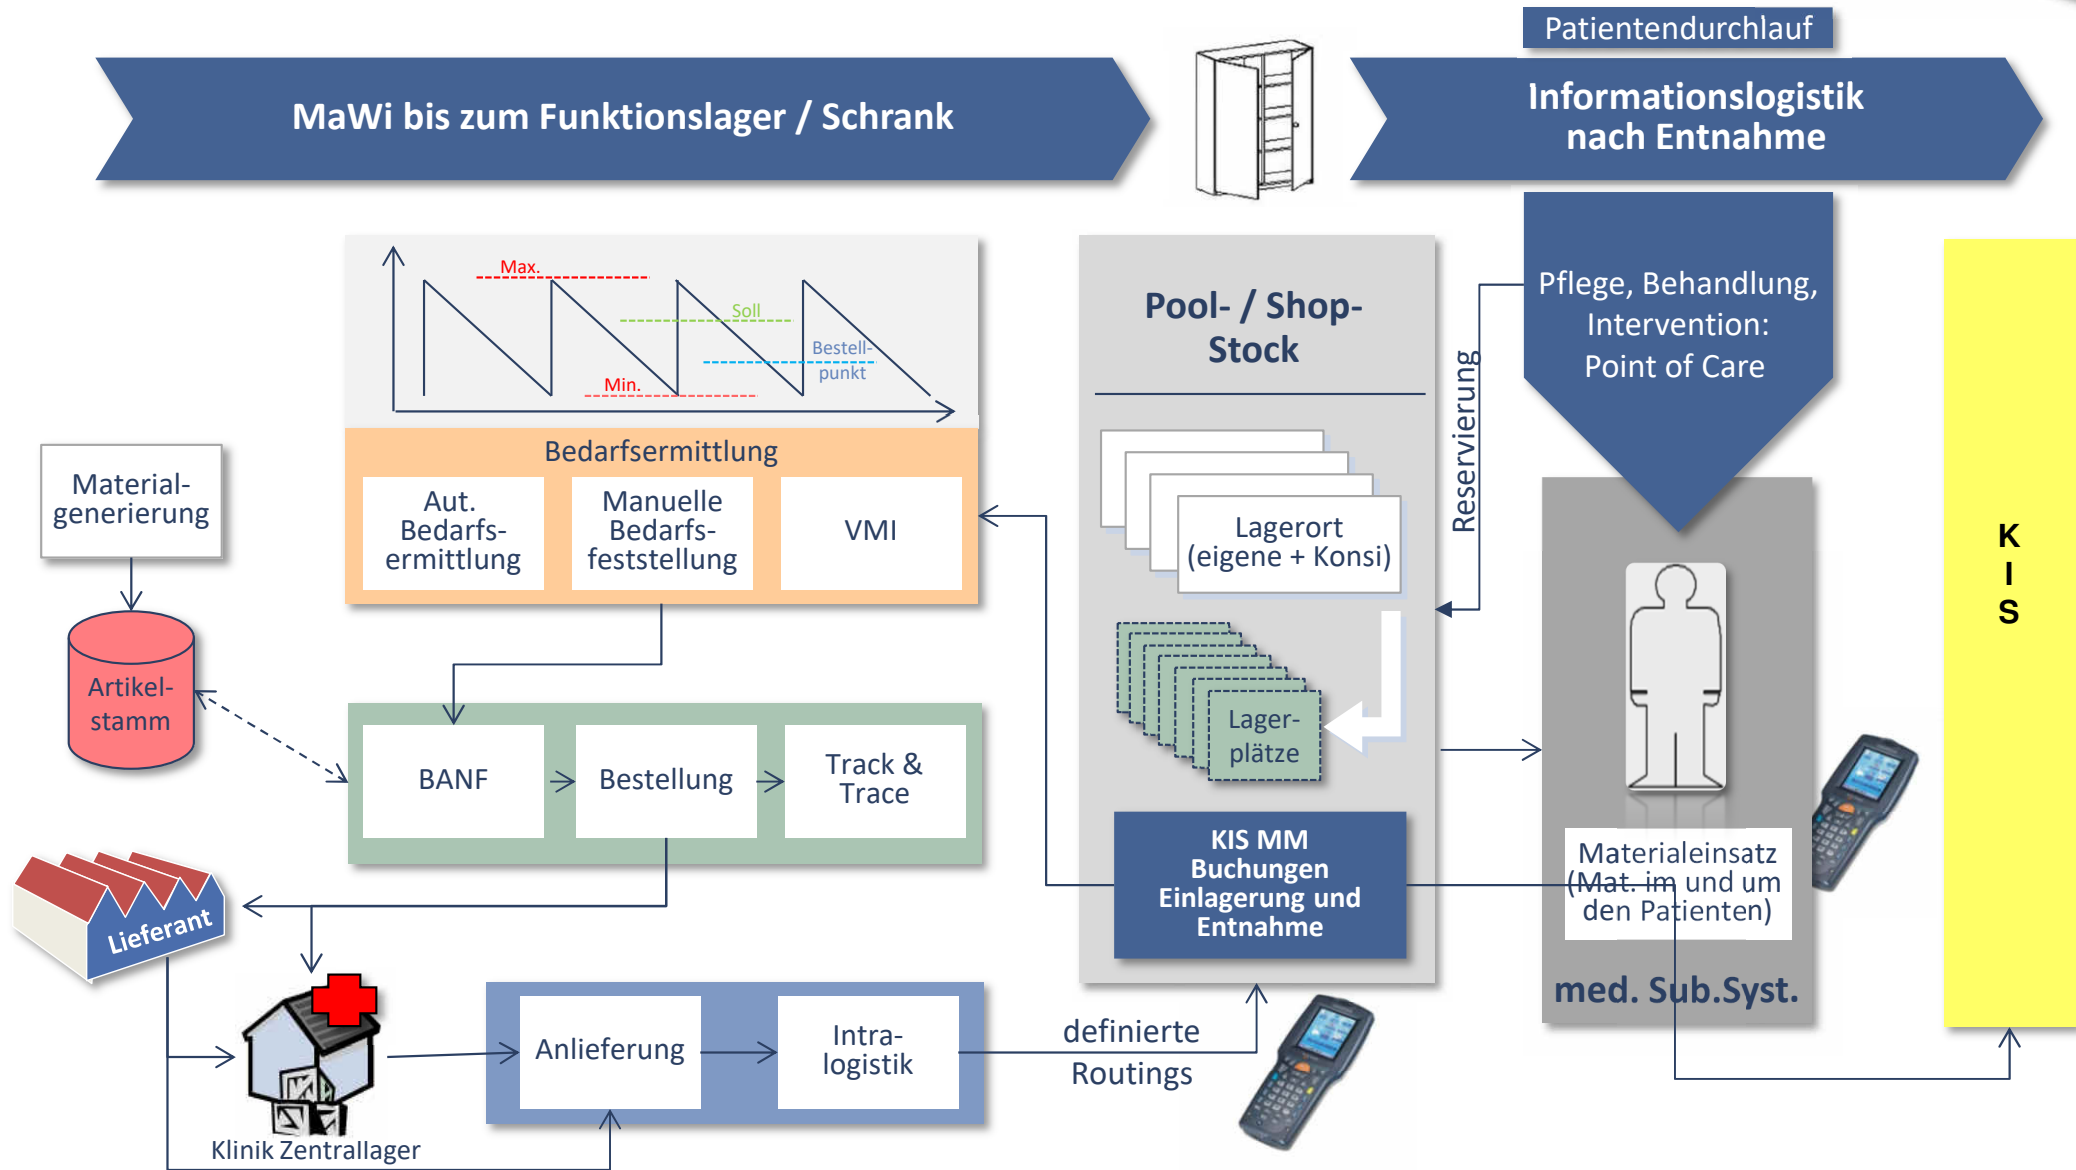 Patientendurchlauf
MaWi bis zum Funktionslager / Schrank
Informationslogistik
nach Entnahme
Max.
Soll
Bestell-
punkt
Min.
Bedarfsermittlung
Aut.
Bedarfs-
ermittlung
Manuelle
Bedarfs-
feststellung
VMI
Material-
generierung
Artikel-
stamm
BANF
Bestellung
Track &
Trace
Lieferant
Klinik Zentrallager
Anlieferung
Intra-
logistik
definierte
Routings
Pool- / Shop-
Stock
Lagerort
(eigene + Konsi)
Lager-
plätze
KIS MM
Buchungen
Einlagerung und
Entnahme
Reservierung
Pflege, Behandlung,
Intervention:
Point of Care
Materialeinsatz
(Mat. im und um
den Patienten)
med. Sub.Syst.
K
I
S